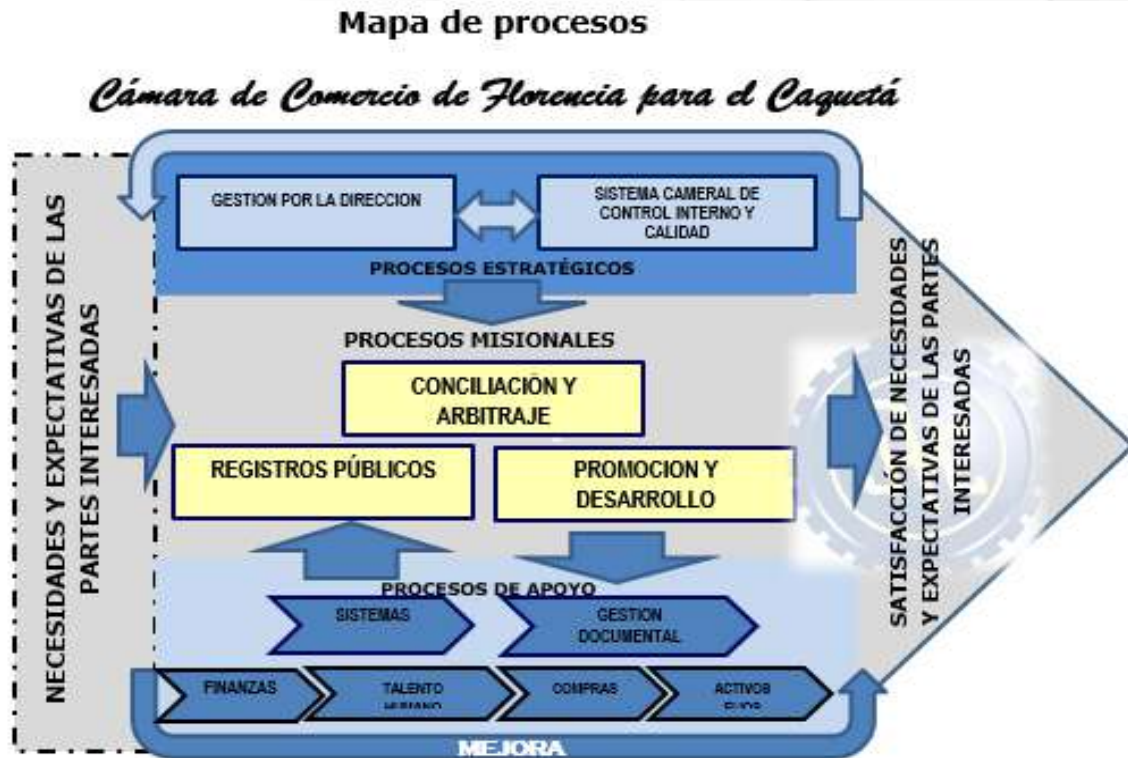 Mapa de procesos
Cámara de Comercio de Florencia para el Caquetá
NECESIDADES Y EXPECTATIVAS DE LAS
PARTES INTERESADAS
GESTION POR LA DIRECCION
SISTEMA CAMERAL DE
CONTROL INTERNO Y
CALIDAD
PROCESOS ESTRATÉGICOS
PROCESOS MISIONALES
CONCILIACIÓN Y
ARBITRAJE
REGISTROS PÚBLICOS
PROMOCION Y
DESARROLLO
PROCESOS DE APOYO
SISTEMAS
GESTION
DOCUMENTAL
FINANZAS
TALENTO
HUMANO
COMPRAS
ACTIVOS
MEJORA
SATISFACCIÓN DE NECESIDADES
Y EXPECTATIVAS DE LAS PARTES
INTERESADAS